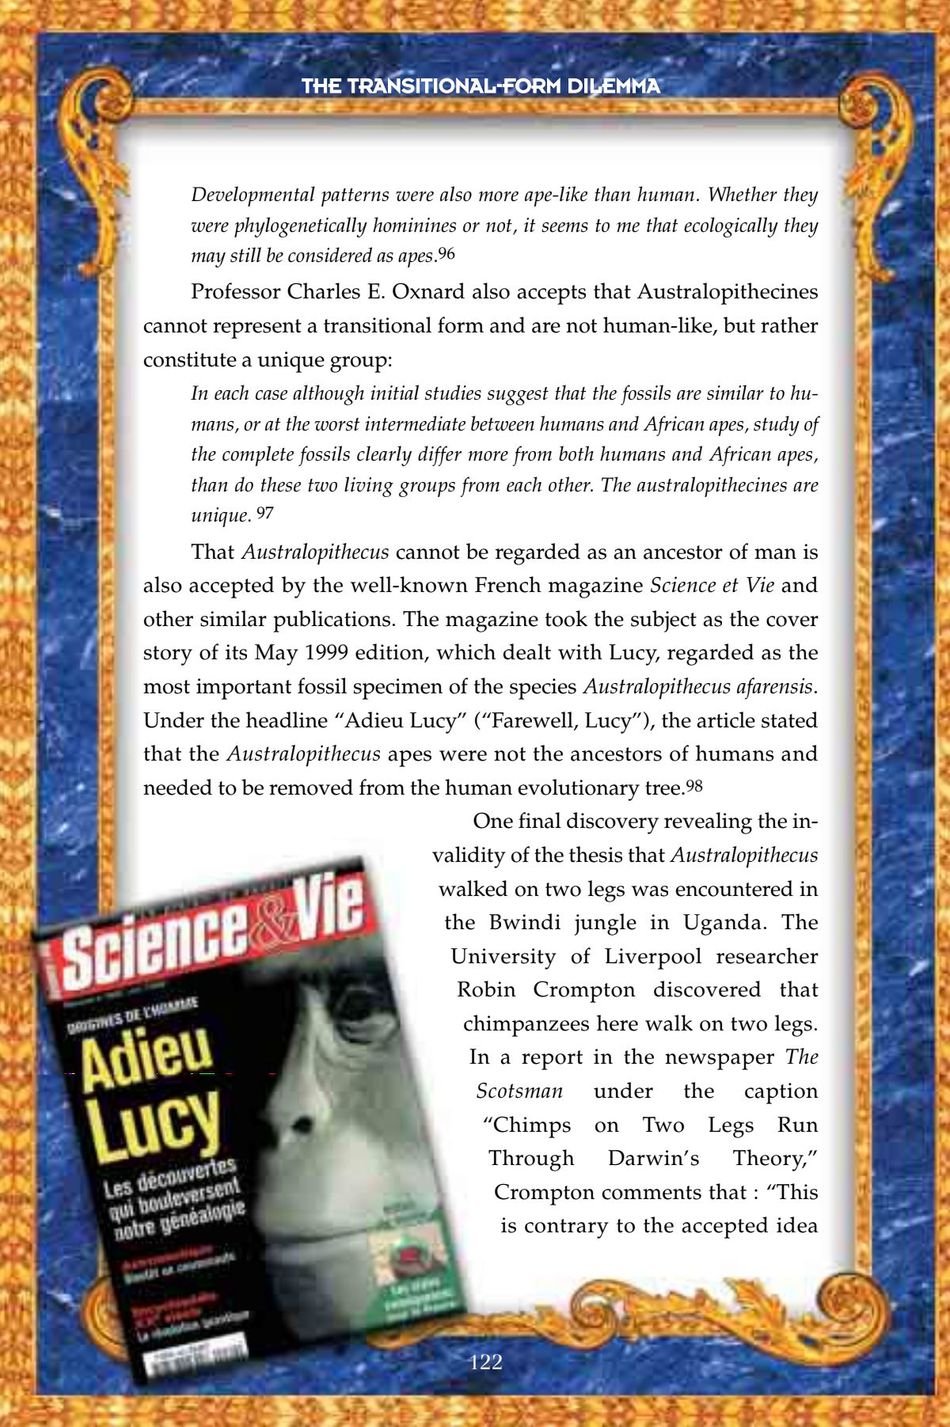 THE TRANSITIONAL-FORM DILEMMA
Developmental patterns were also more ape-like than human. Whether they
were phylogenetically hominines or not, it seems to me that ecologically they
may still be considered as apes.96
Professor Charles E. Oxnard also accepts that Australopithecines
cannot represent a transitional form and are not human-like, but rather
constitute a unique group:
In each case although initial studies suggest that the fossils are similar to hu-
mans, or at the worst intermediate between humans and African apes, study of
the complete fossils clearly differ more from both humans and African apes,
than do these two living groups from each other. The australopithecines are
unique. 97
That Australopithecus cannot be regarded as an ancestor of man is
also accepted by the well-known French magazine Science et Vie and
other similar publications. The magazine took the subject as the cover
story of its May 1999 edition, which dealt with Lucy, regarded as the
most important fossil specimen of the species Australopithecus afarensis.
Under the headline “Adieu Lucy” (“Farewell, Lucy”), the article stated
that the Australopithecus apes were not the ancestors of humans and
needed to be removed from the human evolutionary tree.98
One final discovery revealing the in-
validity of the thesis that Australopithecus
walked on two legs was encountered in
the Bwindi jungle in Uganda. The
University of Liverpool researcher
Robin Crompton discovered that
chimpanzees here walk on two legs.
In a report in the newspaper The
Scotsman under the caption
“Chimps on Two Legs Run
Through Darwin’s Theory,”
Crompton comments that : “This
is contrary to the accepted idea
Science & Vie
ORIGINES DE L'HOMME
Adieu
Lucy
Les découvertes
qui bouleversent
notre généalogie
122